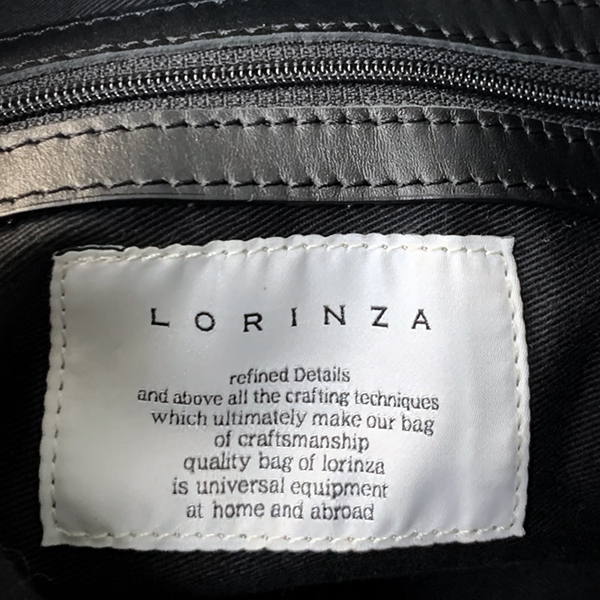 LORINZA
refined Details
and above all the crafting techniques
which ultimately make our bag
of craftsmanship
quality bag of lorinza
is universal equipment
at home and abroad